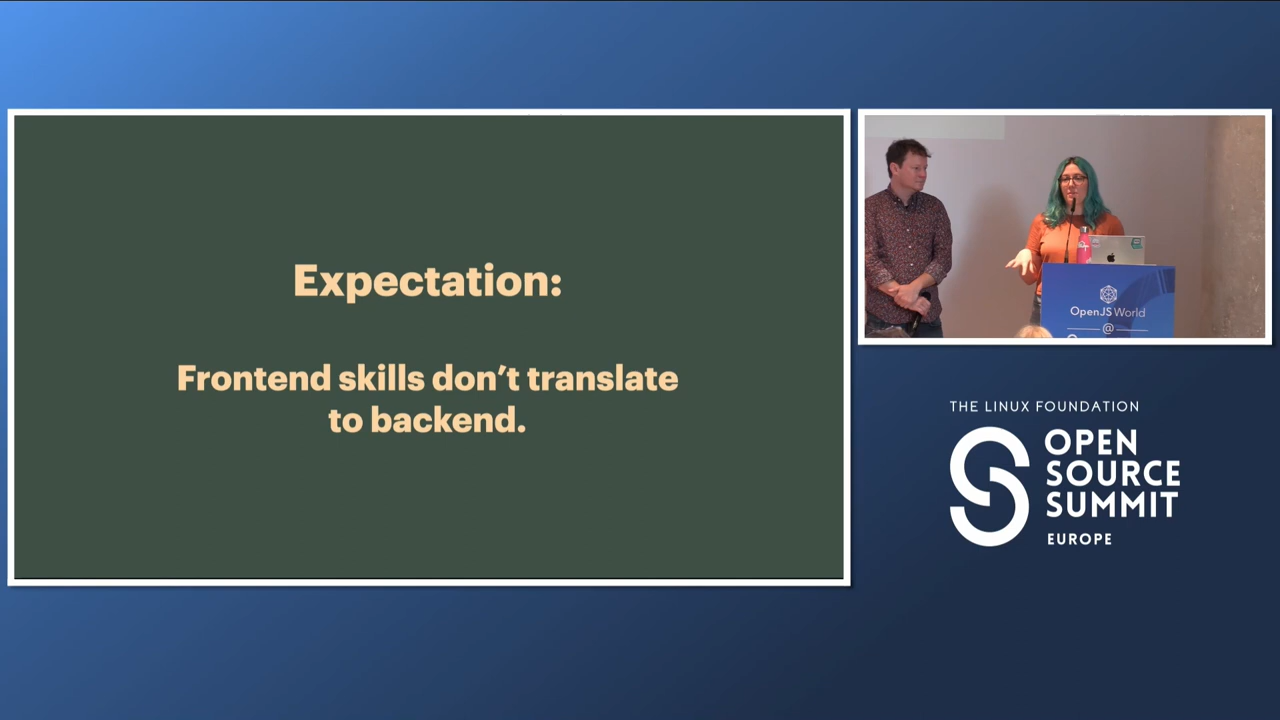 Expectation:
Frontend skills don’t translate
to backend.
OpenJS World
@
THE LINUX FOUNDATION
OPEN
SOURCE
SUMMIT
EUROPE